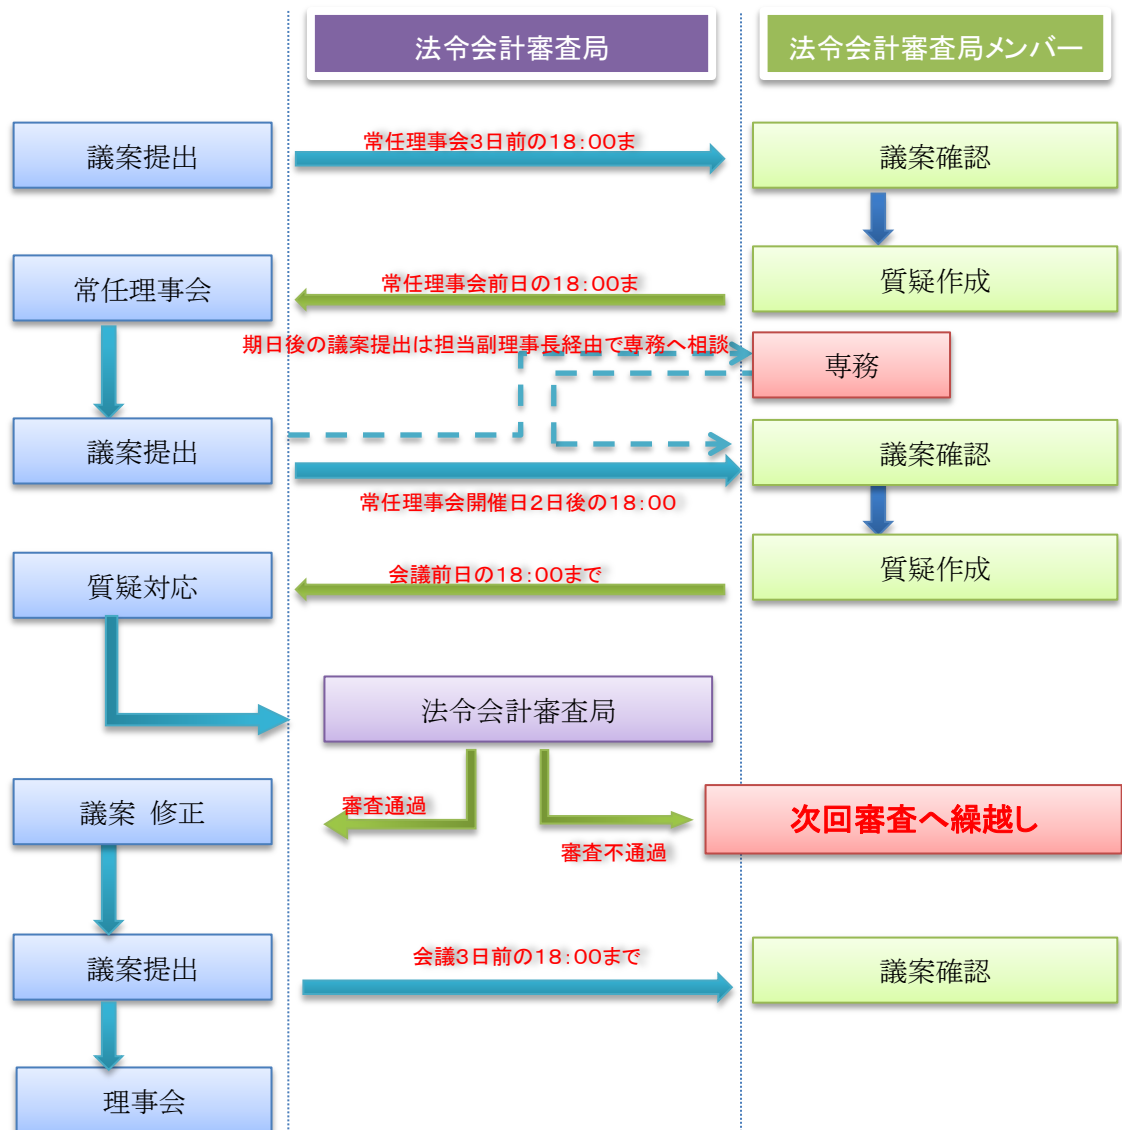 法令会計審査局
法令会計審査局メンバー
議案提出
常任理事会3日前の18:00ま
議案確認
常任理事会
常任理事会前日の18:00ま
質疑作成
期日後の議案提出は担当副理事長経由で専務へ相談
専務
議案提出
議案確認
常任理事会開催日2日後の18:00
質疑対応
会議前日の18:00まで
質疑作成
法令会計審査局
議案 修正
審査通過
次回審査へ繰越し
審査不通過
議案提出
会議3日前の18:00まで
議案確認
理事会